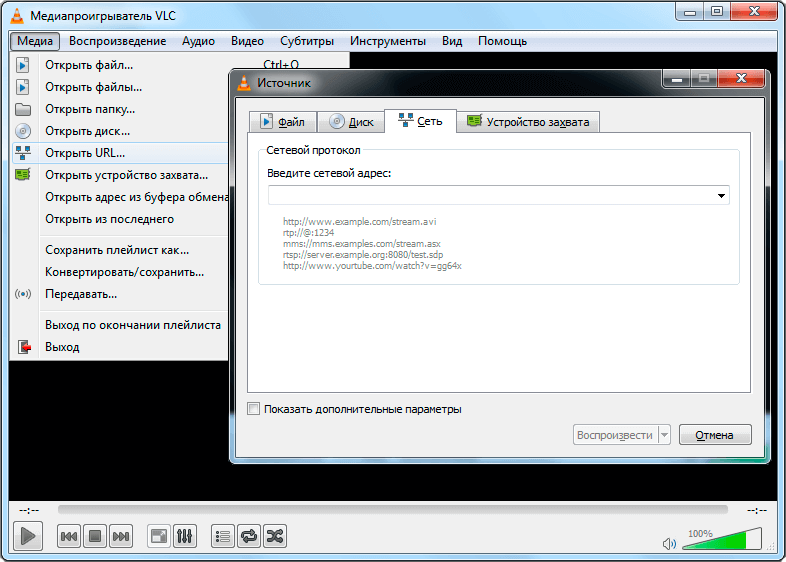 Медиапроигрыватель VLC
Медиа Воспроизведение Аудио Видео Субтитры Инструменты Вид Помощь
Открыть файл... Ctrl+O
Открыть файлы...
Открыть папку...
Открыть диск...
Открыть URL...
Открыть устройство захвата...
Открыть адрес из буфера обмена
Открыть из последнего
Сохранить плейлист как...
Конвертировать/сохранить...
Передавать...
Выход по окончании плейлиста
Выход
Источник
Файл Диск Сеть Устройство захвата
Сетевой протокол
Введите сетевой адрес:
http://www.example.com/stream.avi
rtp://@:1234
mms://mms.examples.com/stream.asx
rtsp://server.example.org:8080/test.sdp
http://www.yourtube.com/watch?v=gg64x
Показать дополнительные параметры
Воспроизвести Отмена
--:-- --:--
100%